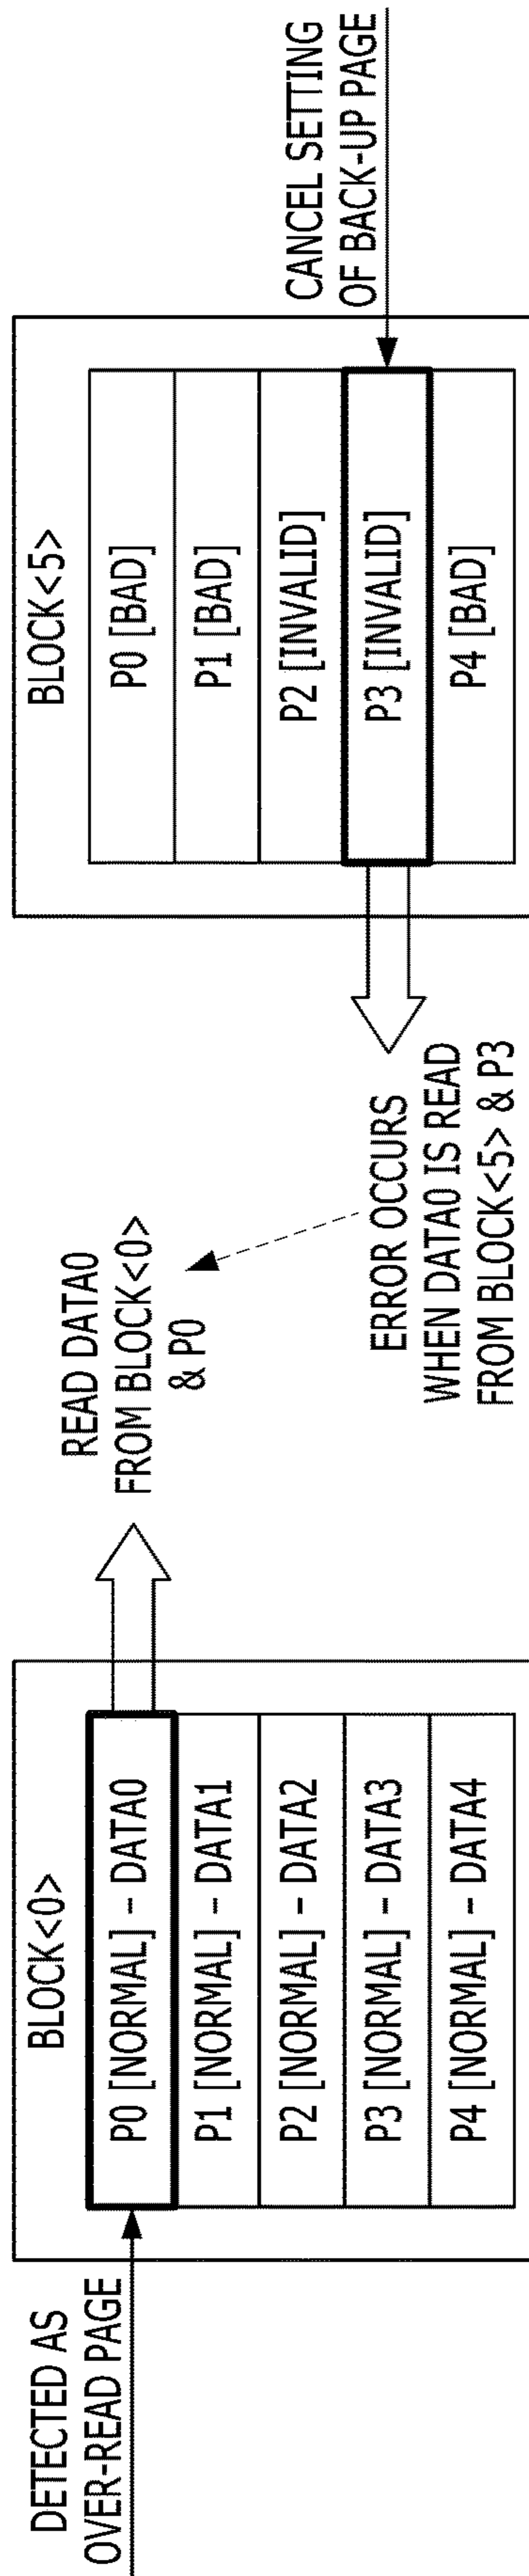 DETECTED AS
OVER-READ PAGE
BLOCK<0>
P0 [NORMAL] – DATA0
P1 [NORMAL] – DATA1
P2 [NORMAL] – DATA2
P3 [NORMAL] – DATA3
P4 [NORMAL] – DATA4
READ DATA0
FROM BLOCK<0>
& P0
ERROR OCCURS
WHEN DATA0 IS READ
FROM BLOCK<5> & P3
BLOCK<5>
P0 [BAD]
P1 [BAD]
P2 [INVALID]
P3 [INVALID]
P4 [BAD]
CANCEL SETTING
OF BACK-UP PAGE